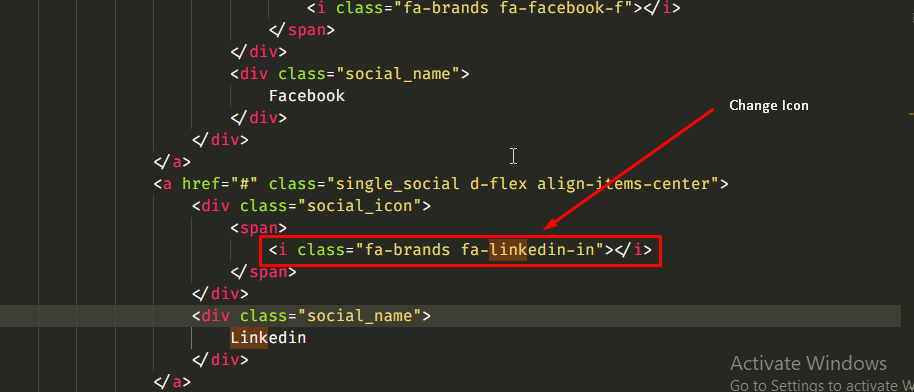 <i class="fa-brands fa-facebook-f"></i>
</span>
</div>
<div class="social_name">
Facebook
</div>
</div>
</a>
<a href="#" class="single_social d-flex align-items-center">
<div class="social_icon">
<span>
<i class="fa-brands fa-linkedin-in"></i>
</span>
</div>
<div class="social_name">
Linkedin
</div>
</a>
Change Icon
Activate Windows
Go to Settings to activate W